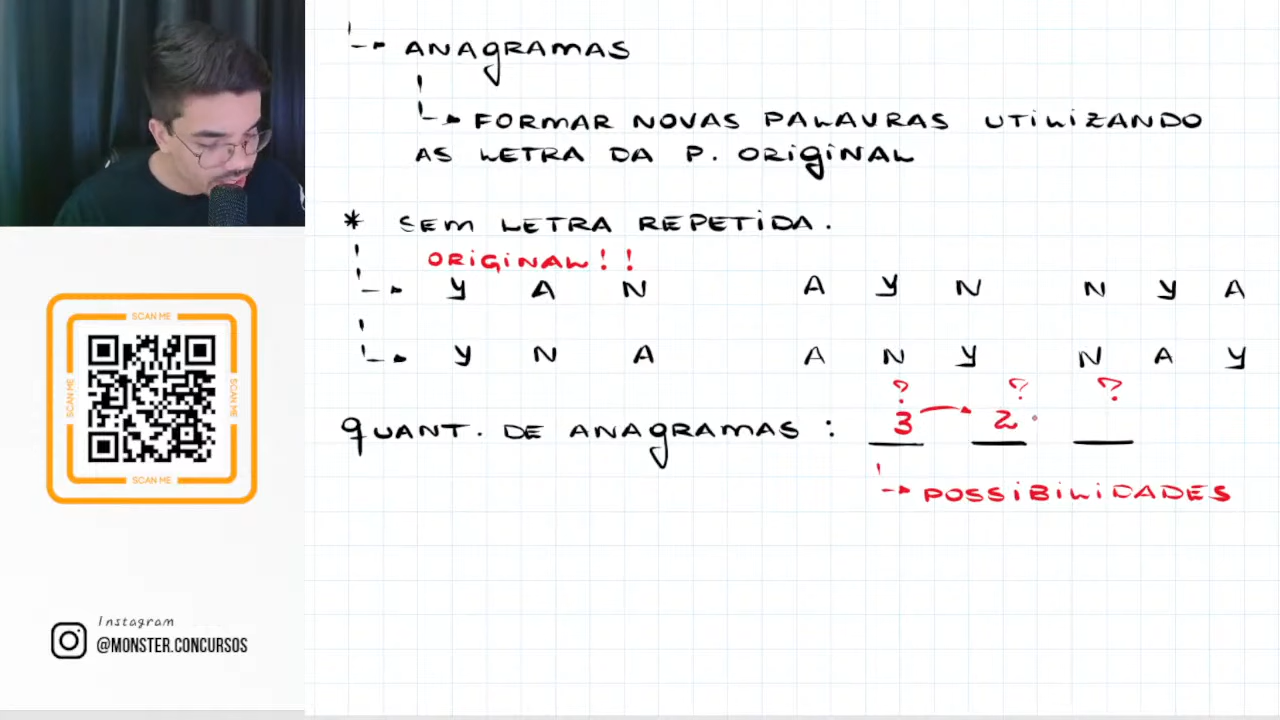 ANAGRAMAS
FORMAR NOVAS PALAVRAS UTILIZANDO
AS LETRA DA P. ORIGINAL
* SEM LETRA REPETIDA.
ORIGINAL!!
Y A N A Y N N Y A
Y N A A N Y N A Y
? ? ?
QUANT. DE ANAGRAMAS : 3 2
POSSIBILIDADES
SCAN ME
SCAN ME
SCAN ME
SCAN ME
Instagram
@MONSTER.CONCURSOS